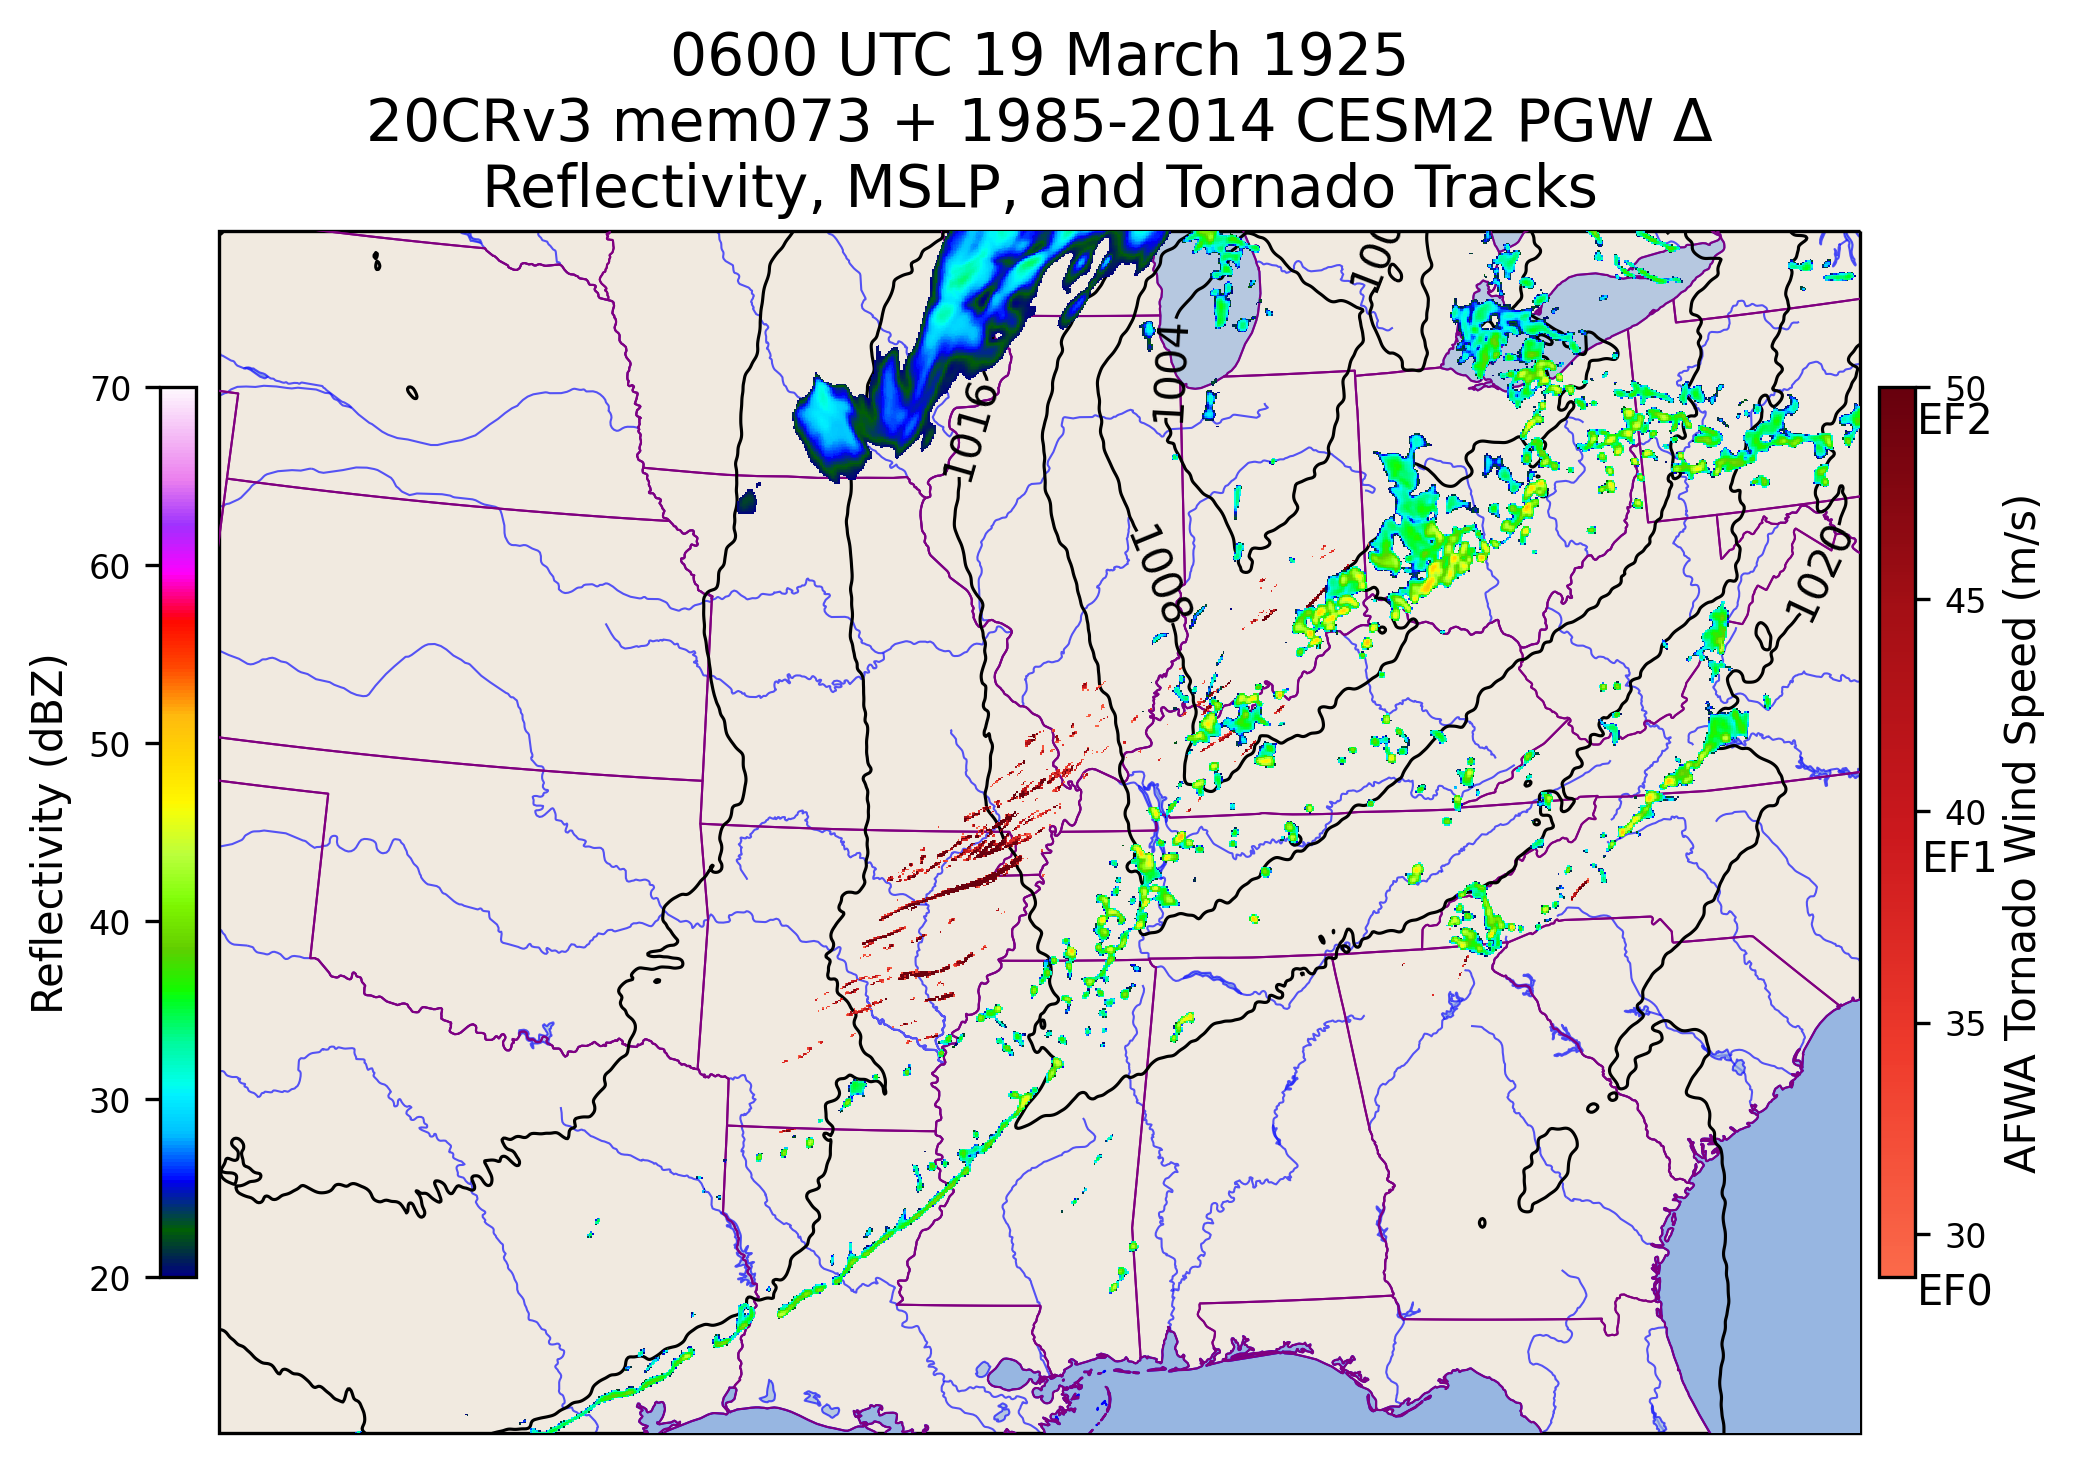 0600 UTC 19 March 1925
20CRv3 mem073 + 1985-2014 CESM2 PGW Δ
Reflectivity, MSLP, and Tornado Tracks
Reflectivity (dBZ)
70
60
50
40
30
20
1016
1004
1008
1020
50
EF2
45
40
EF1
35
30
EF0
AFWA Tornado Wind Speed (m/s)